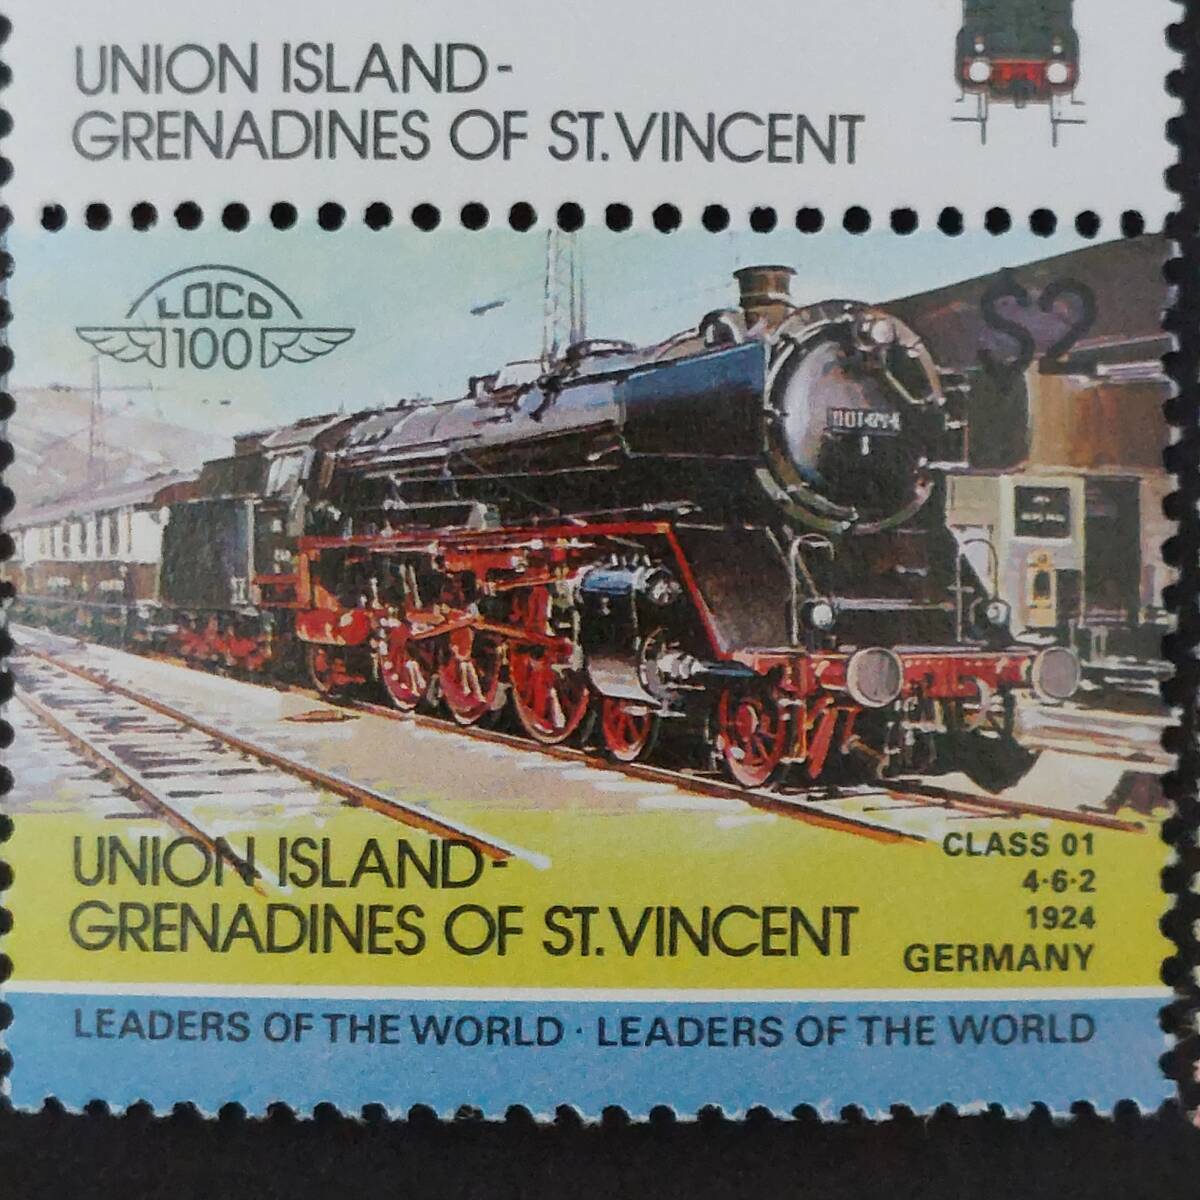 UNION ISLAND-
GRENADINES OF ST.VINCENT
LOCO
100
S2
UNION ISLAND-
GRENADINES OF ST.VINCENT
CLASS 01
4·6·2
1924
GERMANY
LEADERS OF THE WORLD · LEADERS OF THE WORLD